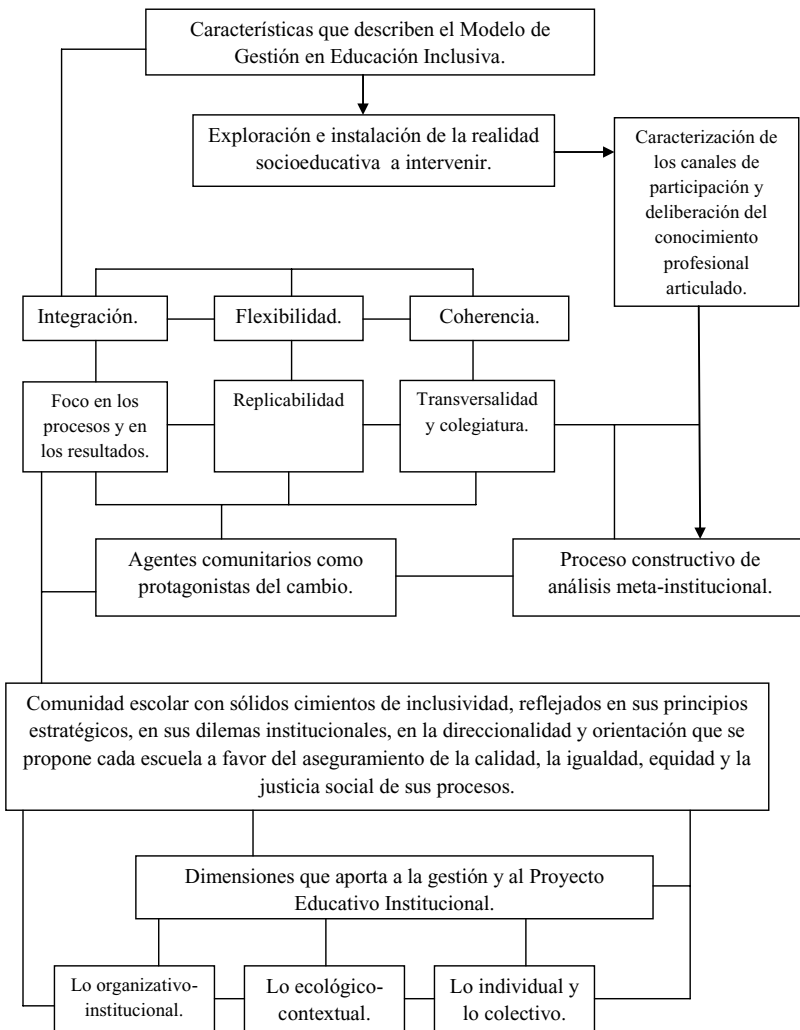 Características que describen el Modelo de
Gestión en Educación Inclusiva.
Exploración e instalación de la realidad
socioeducativa a intervenir.
Caracterización de
los canales de
participación y
deliberación del
conocimiento
profesional
articulado.
Integración.
Flexibilidad.
Coherencia.
Foco en los
procesos y en
los resultados.
Replicabilidad
Transversalidad
y colegiatura.
Agentes comunitarios como
protagonistas del cambio.
Proceso constructivo de
análisis meta-institucional.
Comunidad escolar con sólidos cimientos de inclusividad, reflejados en sus principios
estratégicos, en sus dilemas institucionales, en la direccionalidad y orientación que se
propone cada escuela a favor del aseguramiento de la calidad, la igualdad, equidad y la
justicia social de sus procesos.
Dimensiones que aporta a la gestión y al Proyecto
Educativo Institucional.
Lo organizativo-
institucional.
Lo ecológico-
contextual.
Lo individual y
lo colectivo.